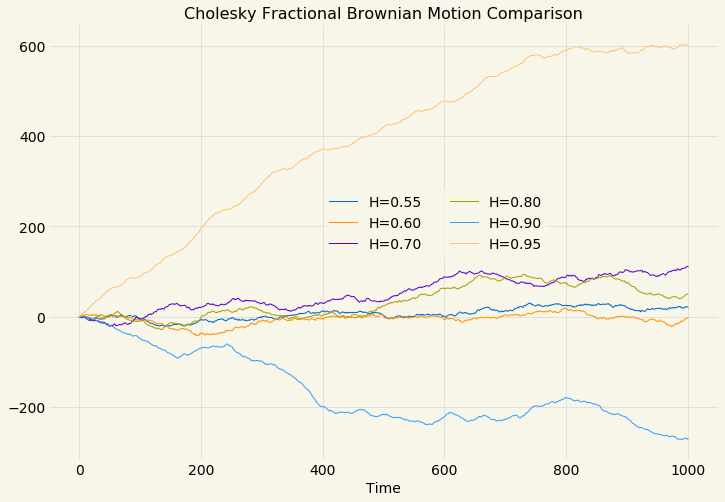 Cholesky Fractional Brownian Motion Comparison
600
400
200
0
−200
H=0.55 H=0.80
H=0.60 H=0.90
H=0.70 H=0.95
0 200 400 600 800 1000
Time